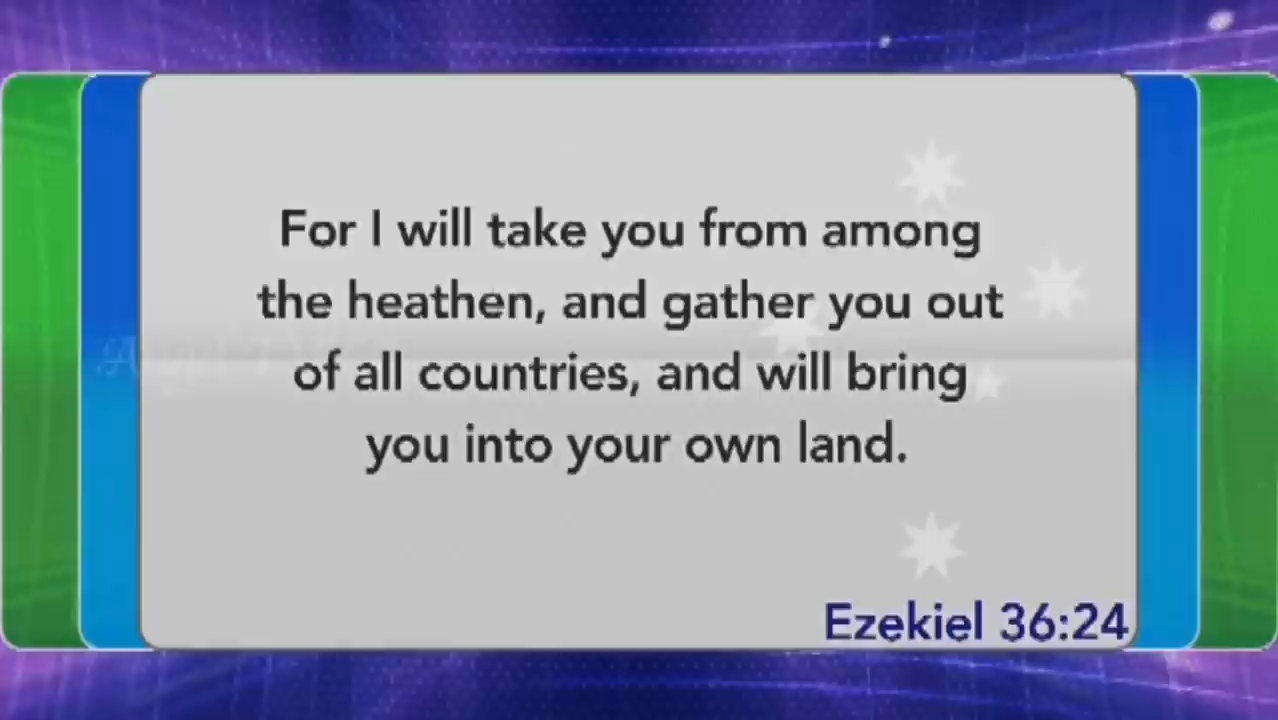 For I will take you from among
the heathen, and gather you out
of all countries, and will bring
you into your own land.
Ezekiel 36:24